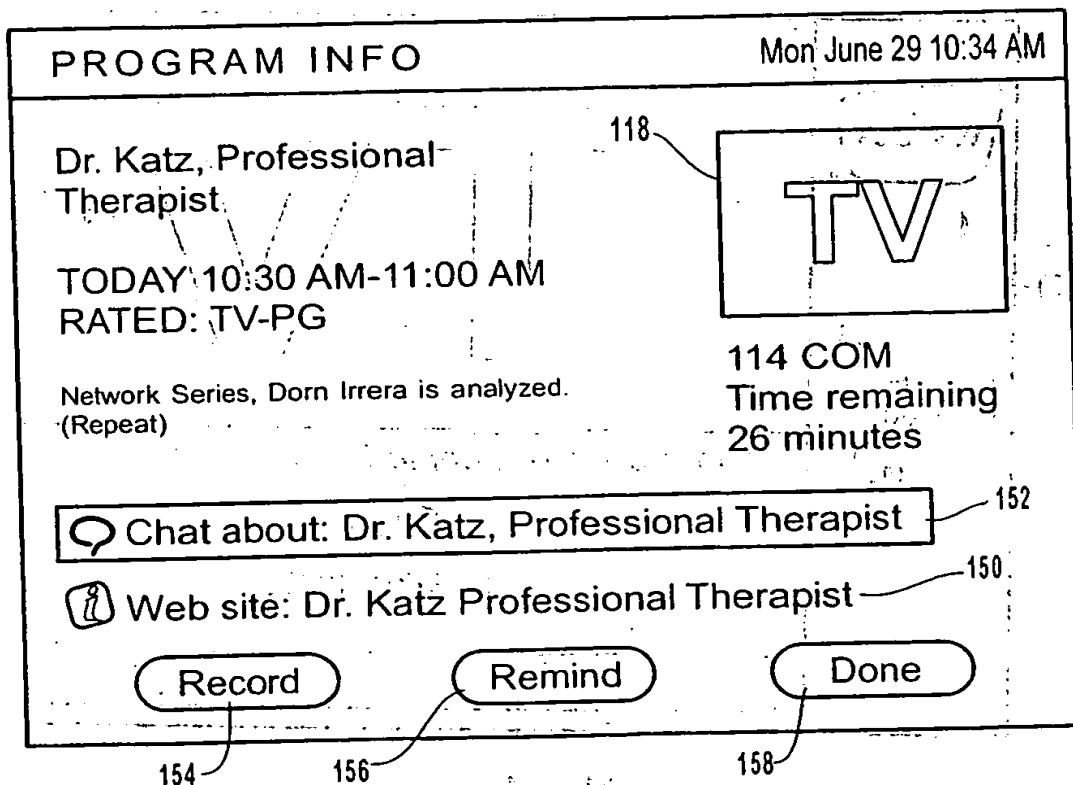 PROGRAM INFO
Mon June 29 10:34 AM
Dr. Katz, Professional
Therapist
TODAY 10:30 AM-11:00 AM
RATED: TV-PG
Network Series, Dorn Irrera is analyzed.
(Repeat)
118
TV
114 COM
Time remaining
26 minutes
Chat about: Dr. Katz, Professional Therapist
152
i Web site: Dr. Katz Professional Therapist
150
Record
Remind
Done
154
156
158